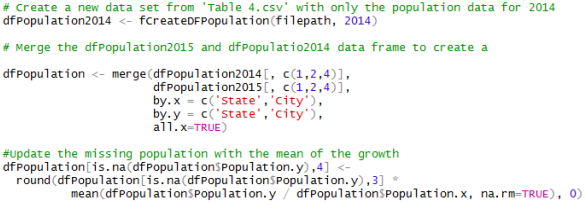 # Create a new data set from 'Table 4.csv' with only the population data for 2014
dfPopulation2014 <- fCreateDFPopulation(filepath, 2014)
# Merge the dfPopulation2015 and dfPopulatio2014 data frame to create a
dfPopulation <- merge(dfPopulation2014[, c(1,2,4)],
dfPopulation2015[, c(1,2,4)],
by.x = c('State','City'),
by.y = c('State','City'),
all.x=TRUE)
#Update the missing population with the mean of the growth
dfPopulation[is.na(dfPopulation$Population.y),4] <-
round(dfPopulation[is.na(dfPopulation$Population.y),3] *
mean(dfPopulation$Population.y / dfPopulation$Population.x, na.rm=TRUE), 0)